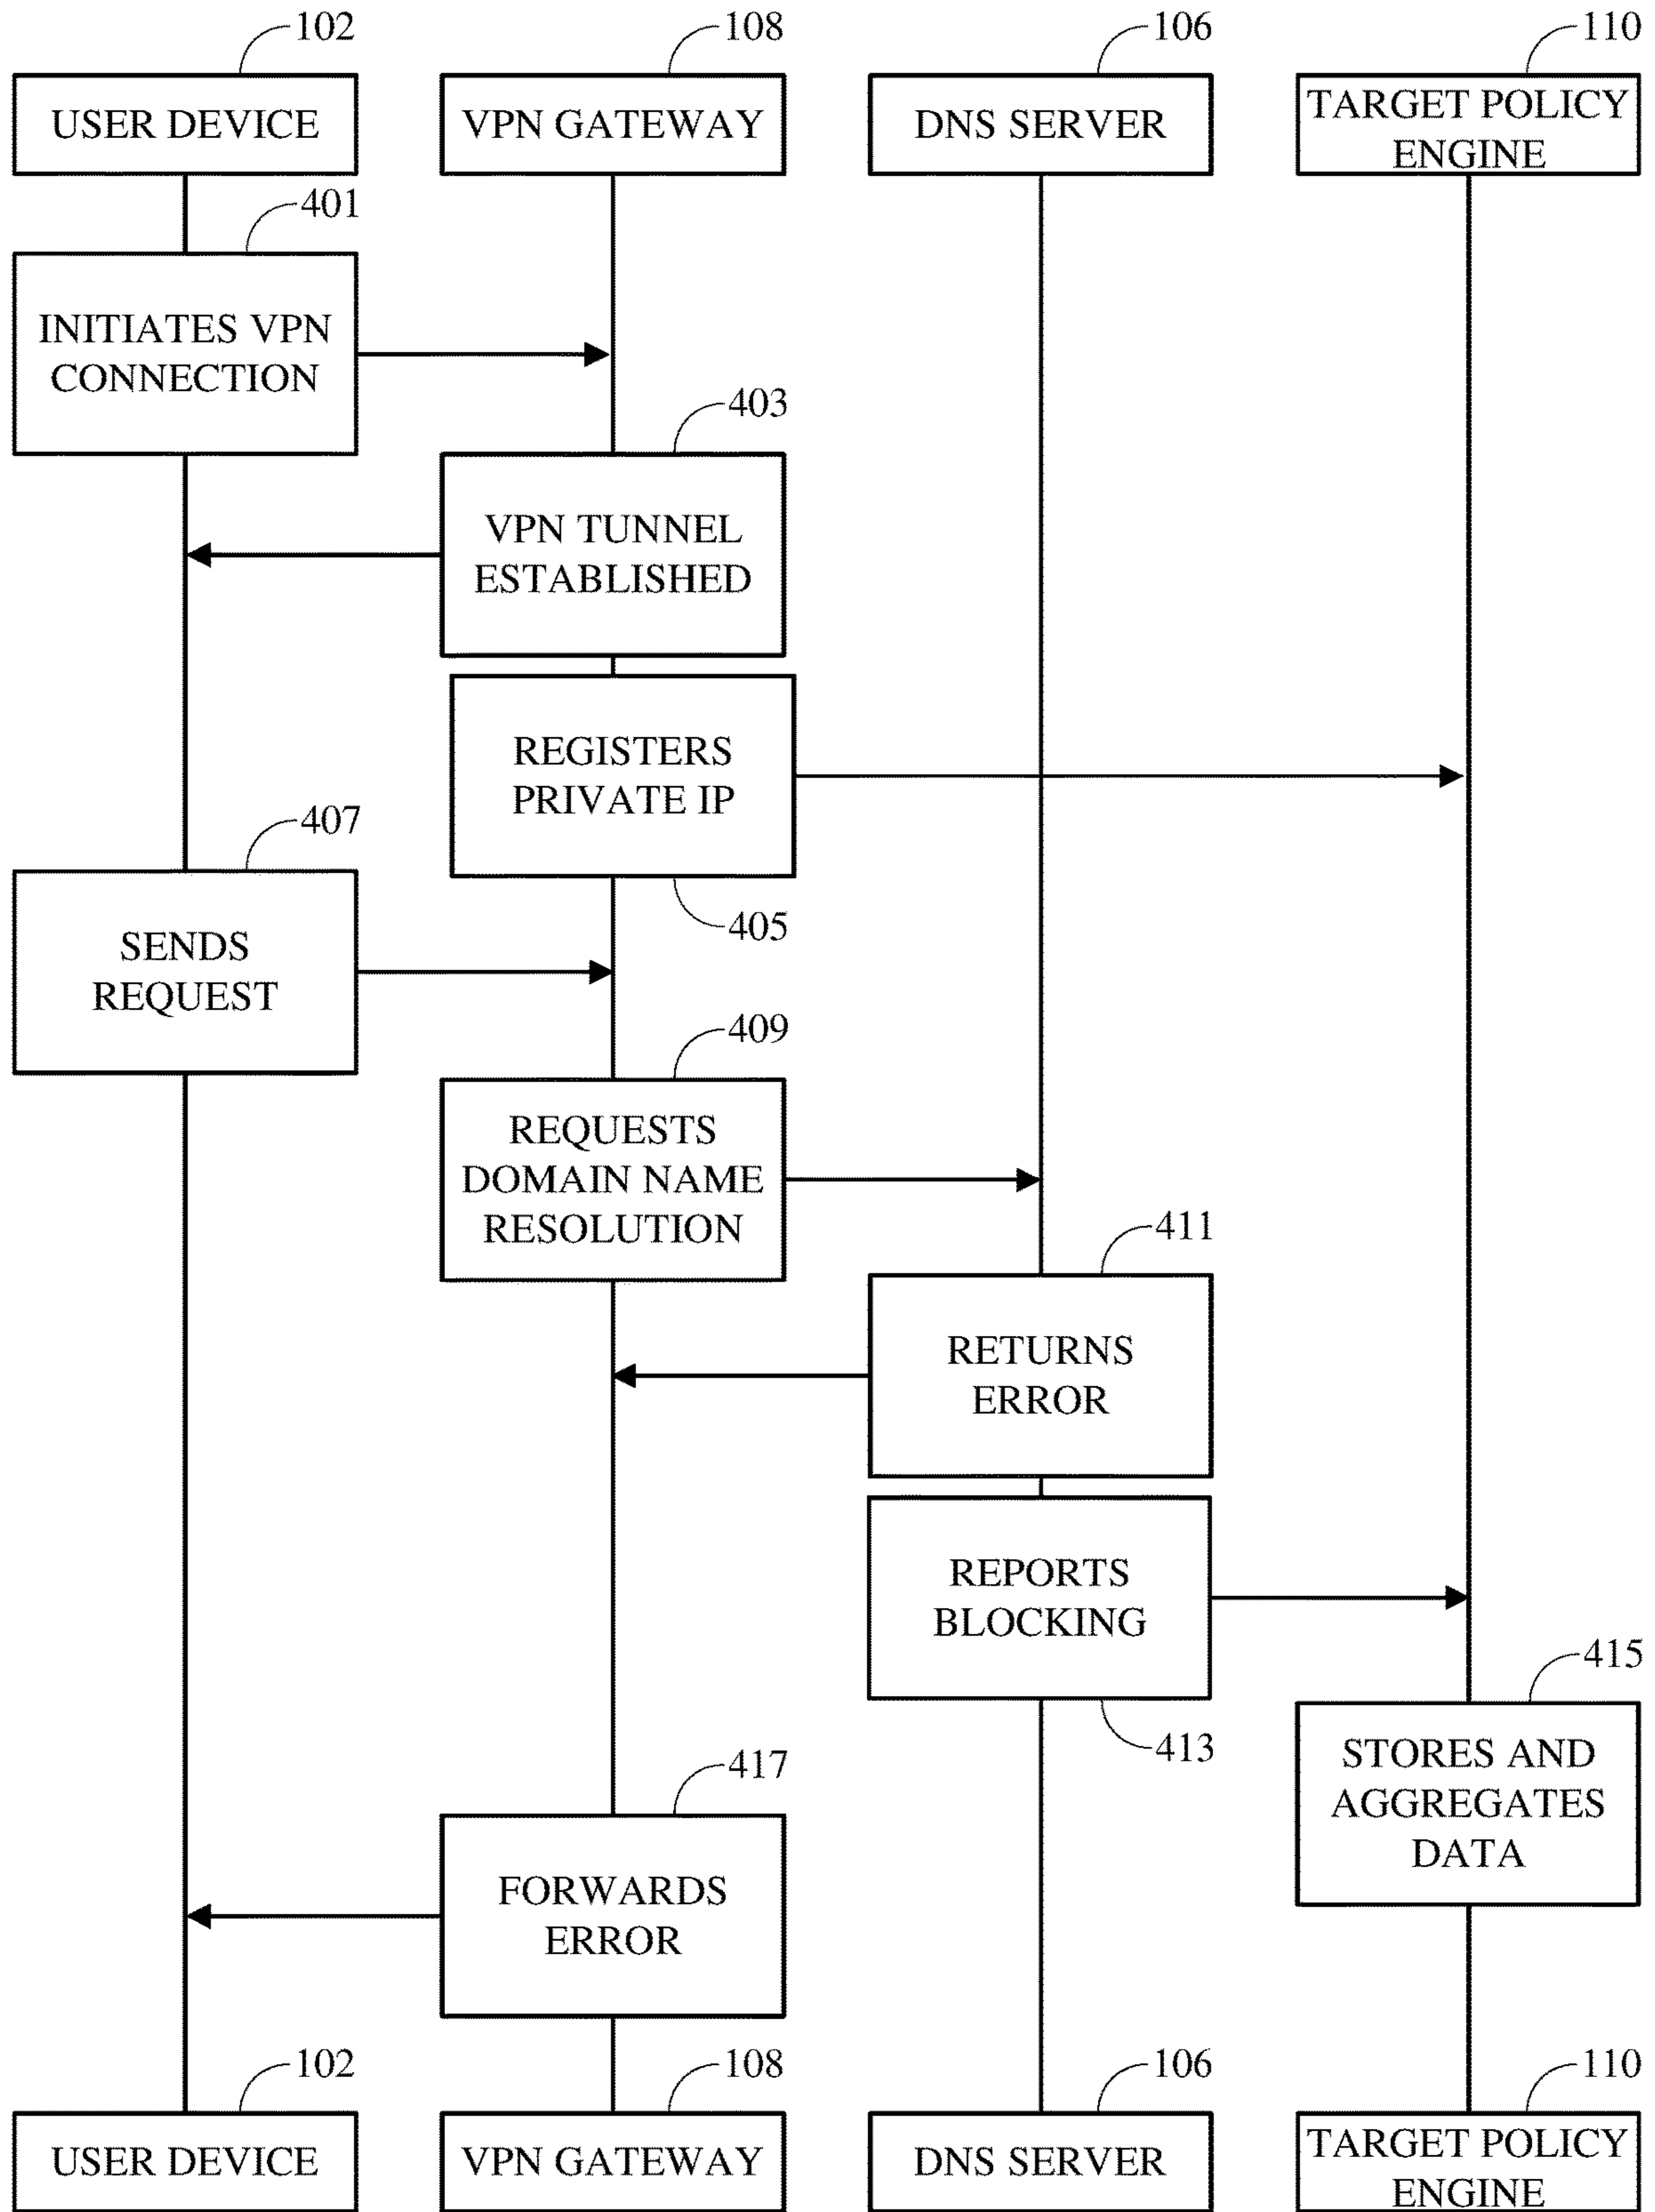 102
108
106
110
USER DEVICE
VPN GATEWAY
DNS SERVER
TARGET POLICY
ENGINE
401
INITIATES VPN
CONNECTION
403
VPN TUNNEL
ESTABLISHED
REGISTERS
PRIVATE IP
405
407
SENDS
REQUEST
409
REQUESTS
DOMAIN NAME
RESOLUTION
411
RETURNS
ERROR
REPORTS
BLOCKING
413
415
STORES AND
AGGREGATES
DATA
417
FORWARDS
ERROR
102
108
106
110
USER DEVICE
VPN GATEWAY
DNS SERVER
TARGET POLICY
ENGINE